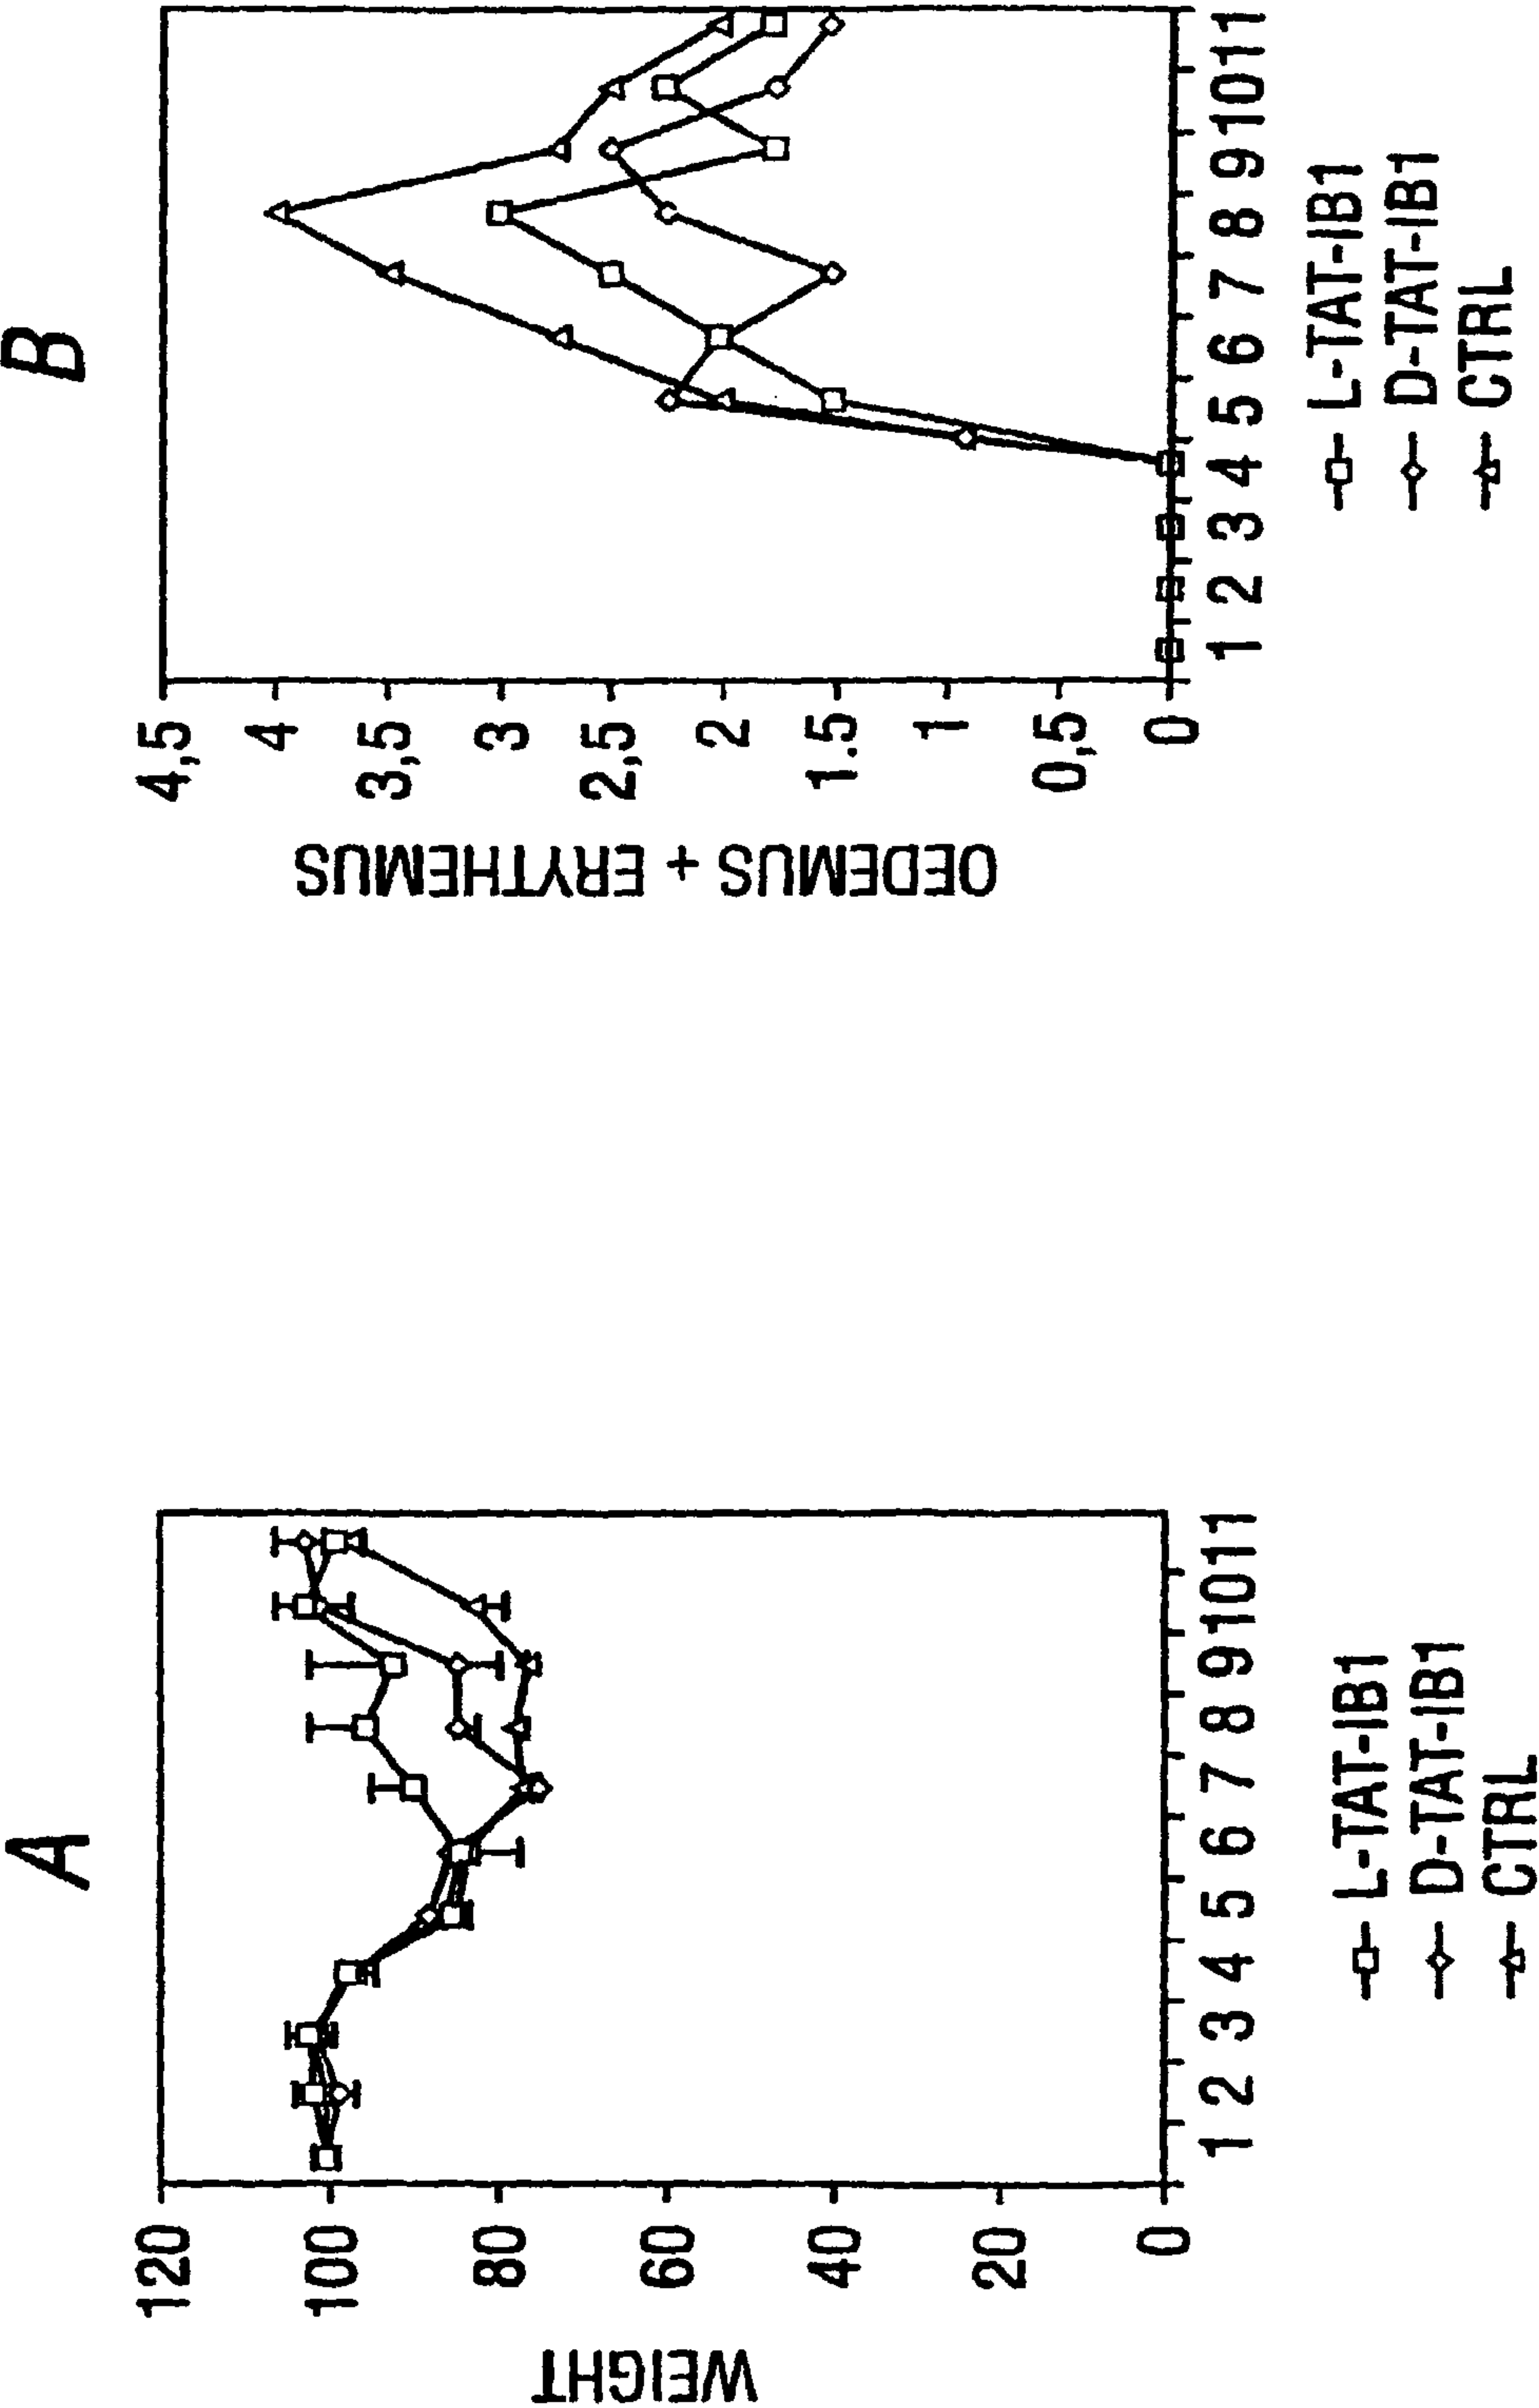 A
WEIGHT
120
100
80
60
40
20
0
1 2 3 4 5 6 7 8 9 10 11
L-TAT-IB1
D-TAT-IB1
CTRL
B
OEDEMUS + ERYTHEMUS
4,5
4
3,5
3
2,5
2
1.5
1
0,5
0
1 2 3 4 5 6 7 8 9 10 11
L-TAT-IB1
D-TAT-IB1
CTRL